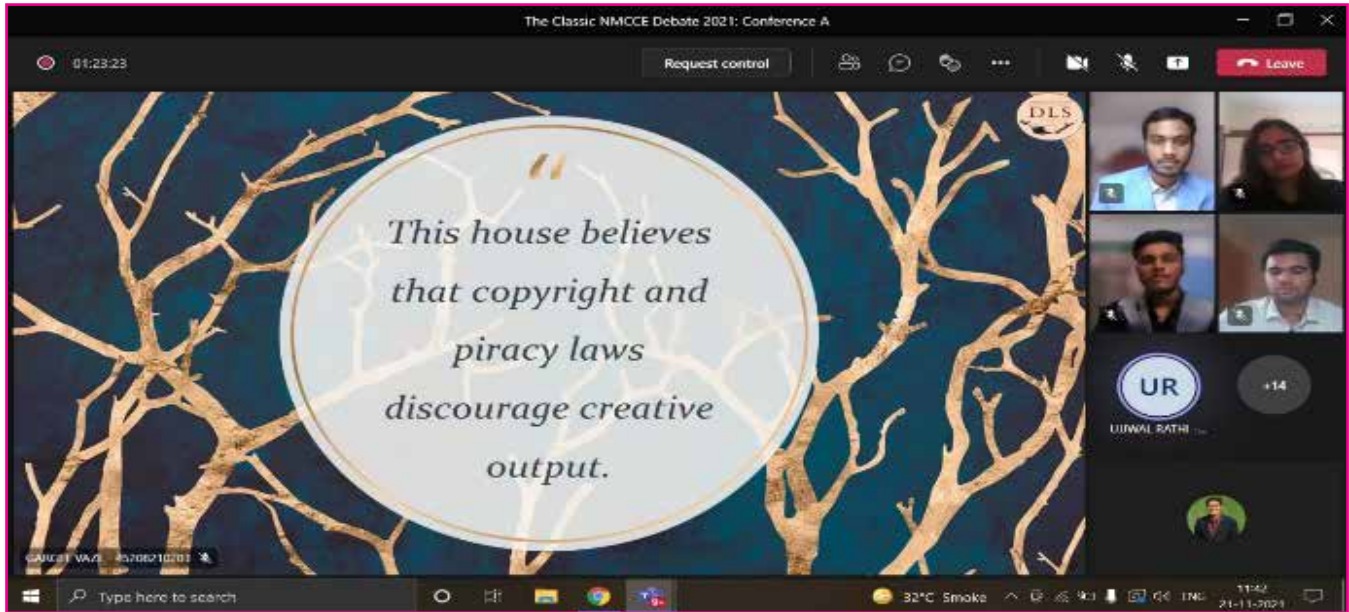 The Classic NMCCE Debate 2021: Conference A
01:23:23
Request control
Leave
DLS
This house believes
that copyright and
piracy laws
discourage creative
output.
UR
+14
RATHI
Type here to search
32°C Smoke
ENG
11:42
21-11-2021